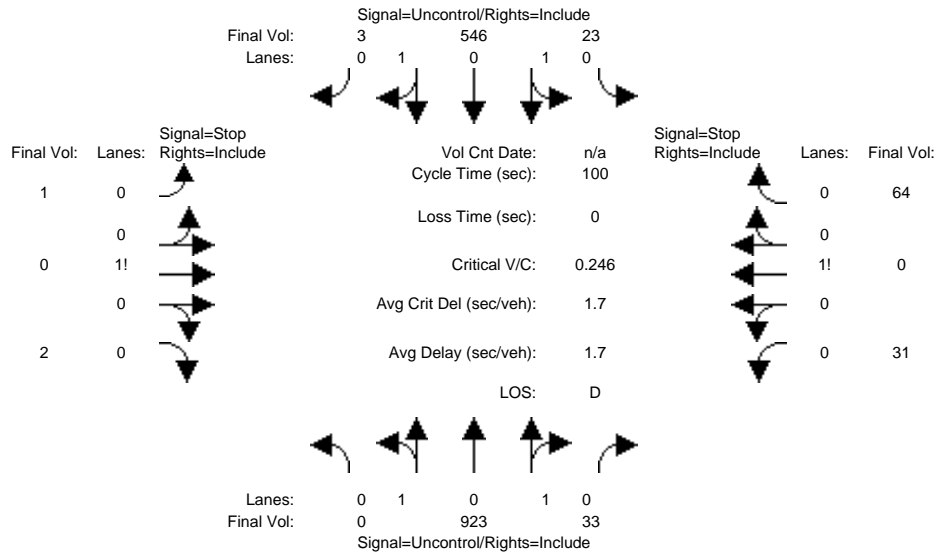 Signal=Uncontrol/Rights=Include
Final Vol: 3 546 23
Lanes: 0 1 0 1 0
Signal=Stop
Final Vol: Lanes: Rights=Include
Vol Cnt Date: n/a
Signal=Stop
Rights=Include Lanes: Final Vol:
Cycle Time (sec): 100
1 0
0 64
Loss Time (sec): 0
0
0
0 1!
Critical V/C: 0.246
1! 0
0
Avg Crit Del (sec/veh): 1.7
0
2 0
Avg Delay (sec/veh): 1.7
0 31
LOS: D
Lanes: 0 1 0 1 0
Final Vol: 0 923 33
Signal=Uncontrol/Rights=Include